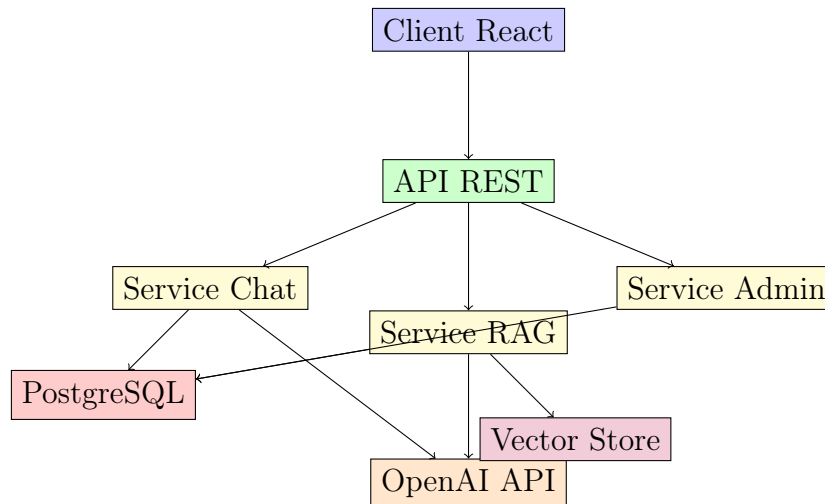 Client React
API REST
Service Chat
Service Admin
Service RAG
PostgreSQL
Vector Store
OpenAI API